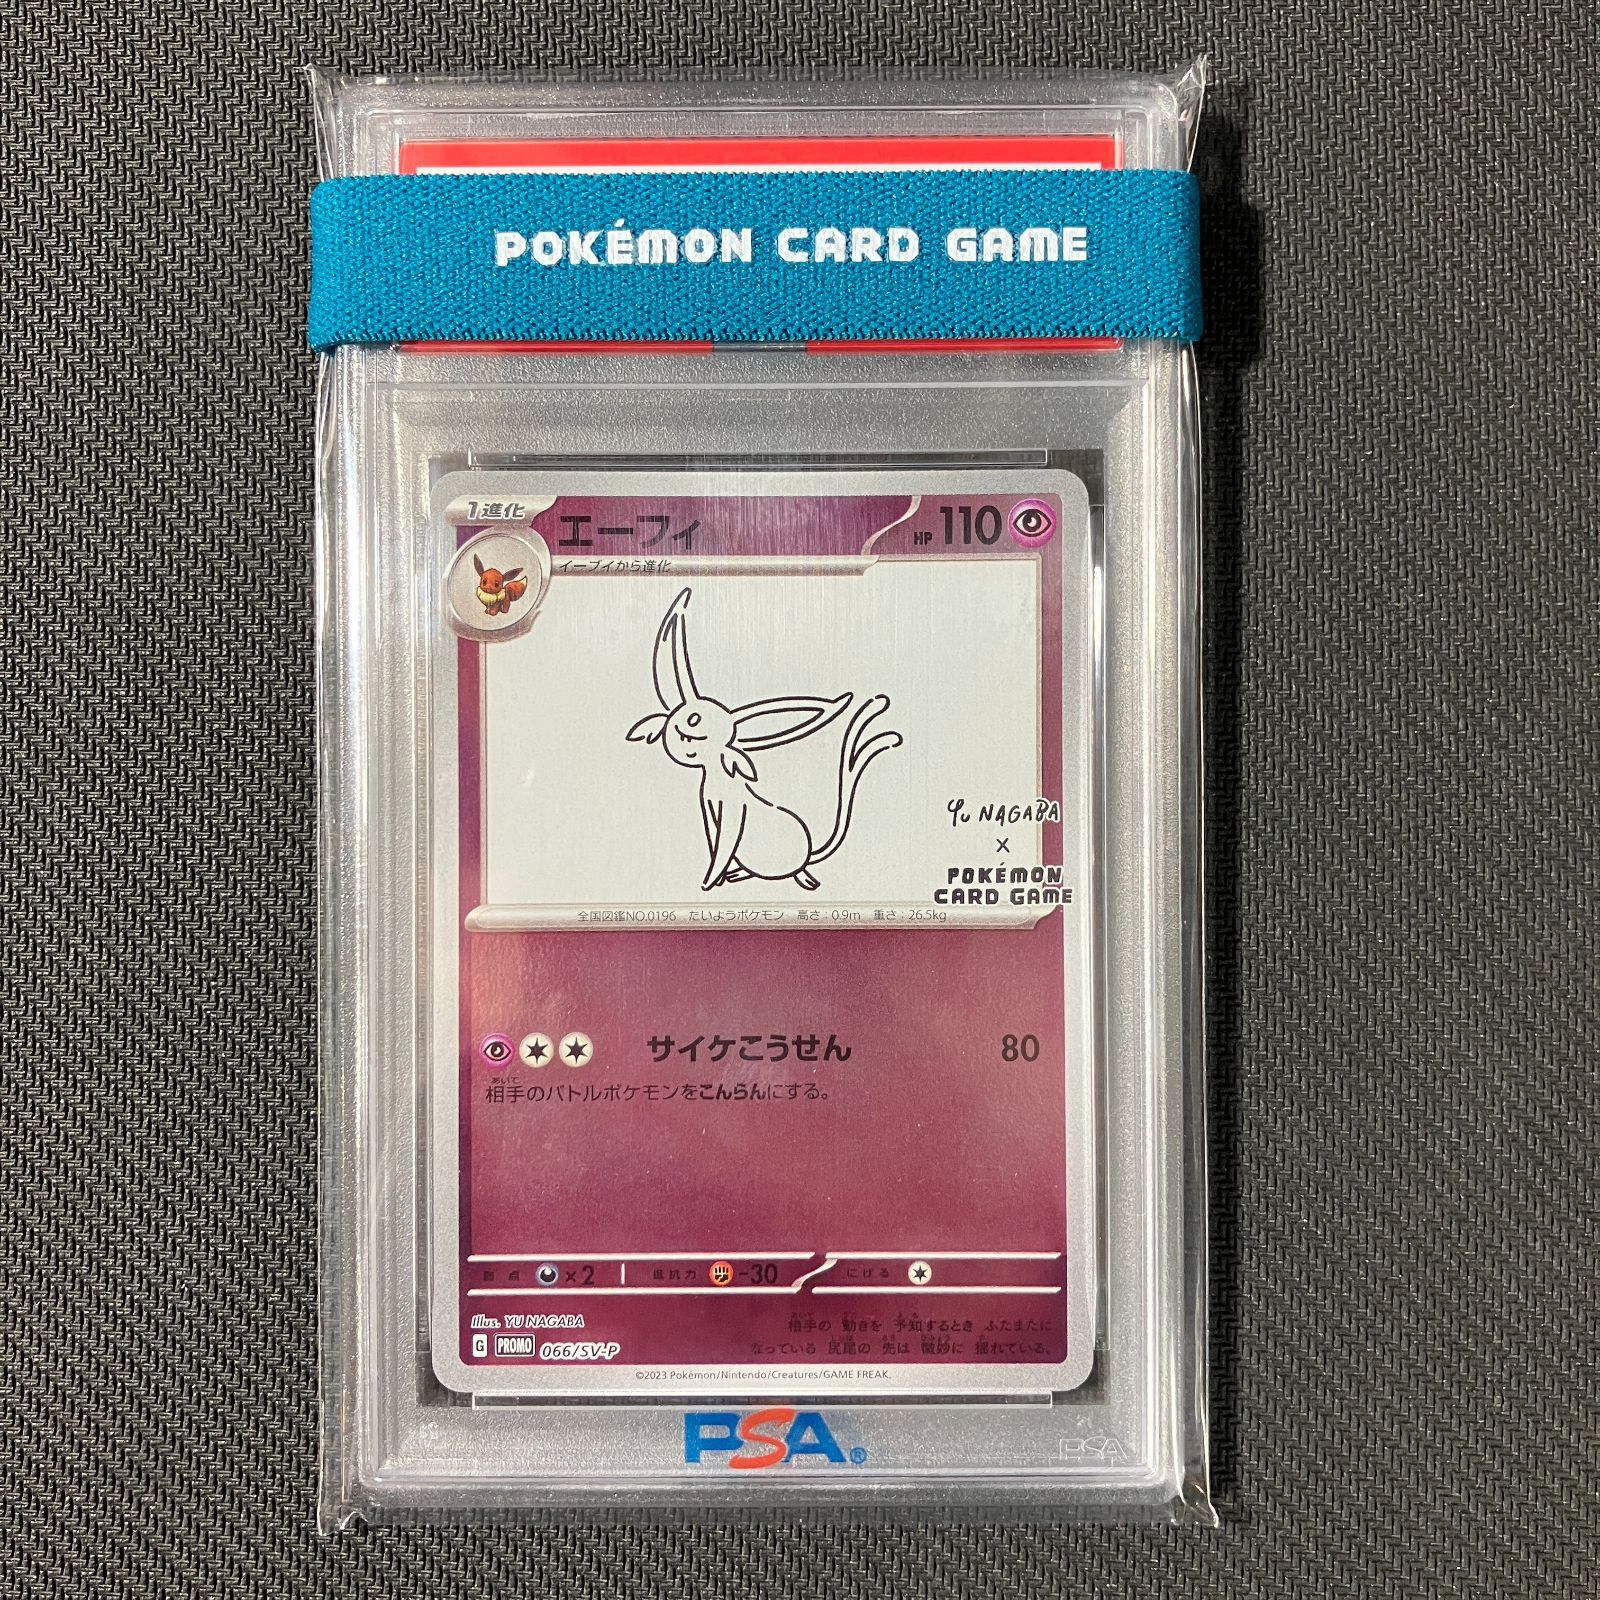 POKÉMON CARD GAME
1進化
エーフィ
HP 110
イーブイから進化
YU NAGABA
×
POKÉMON
CARD GAME
全国図鑑NO.0196 たいようポケモン 高さ:0.9m 重さ:26.5kg
サイケこうせん 80
あいて
相手のバトルポケモンをこんらんにする。
弱点 ×2 抵抗力 -30 にげる
Illus. YU NAGABA
相手の 動きを 予知するとき ふたまたに
なっている 尻尾の 先は 微妙に 揺れている。
G PROMO 066/SV-P
©2023 Pokémon/Nintendo/Creatures/GAME FREAK.
PSA®
PSA